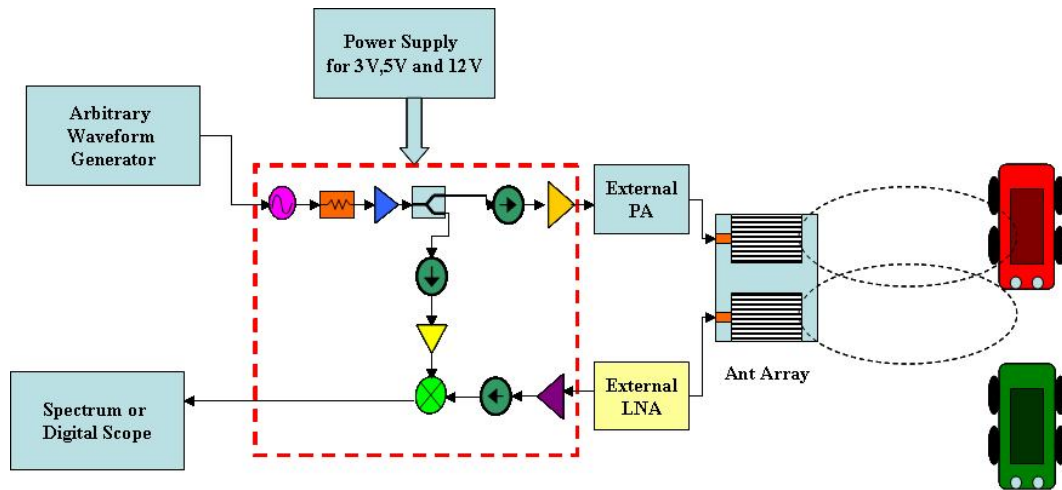 Power Supply
for 3V,5V and 12V
Arbitrary
Waveform
Generator
External
PA
Ant Array
External
LNA
Spectrum or
Digital Scope